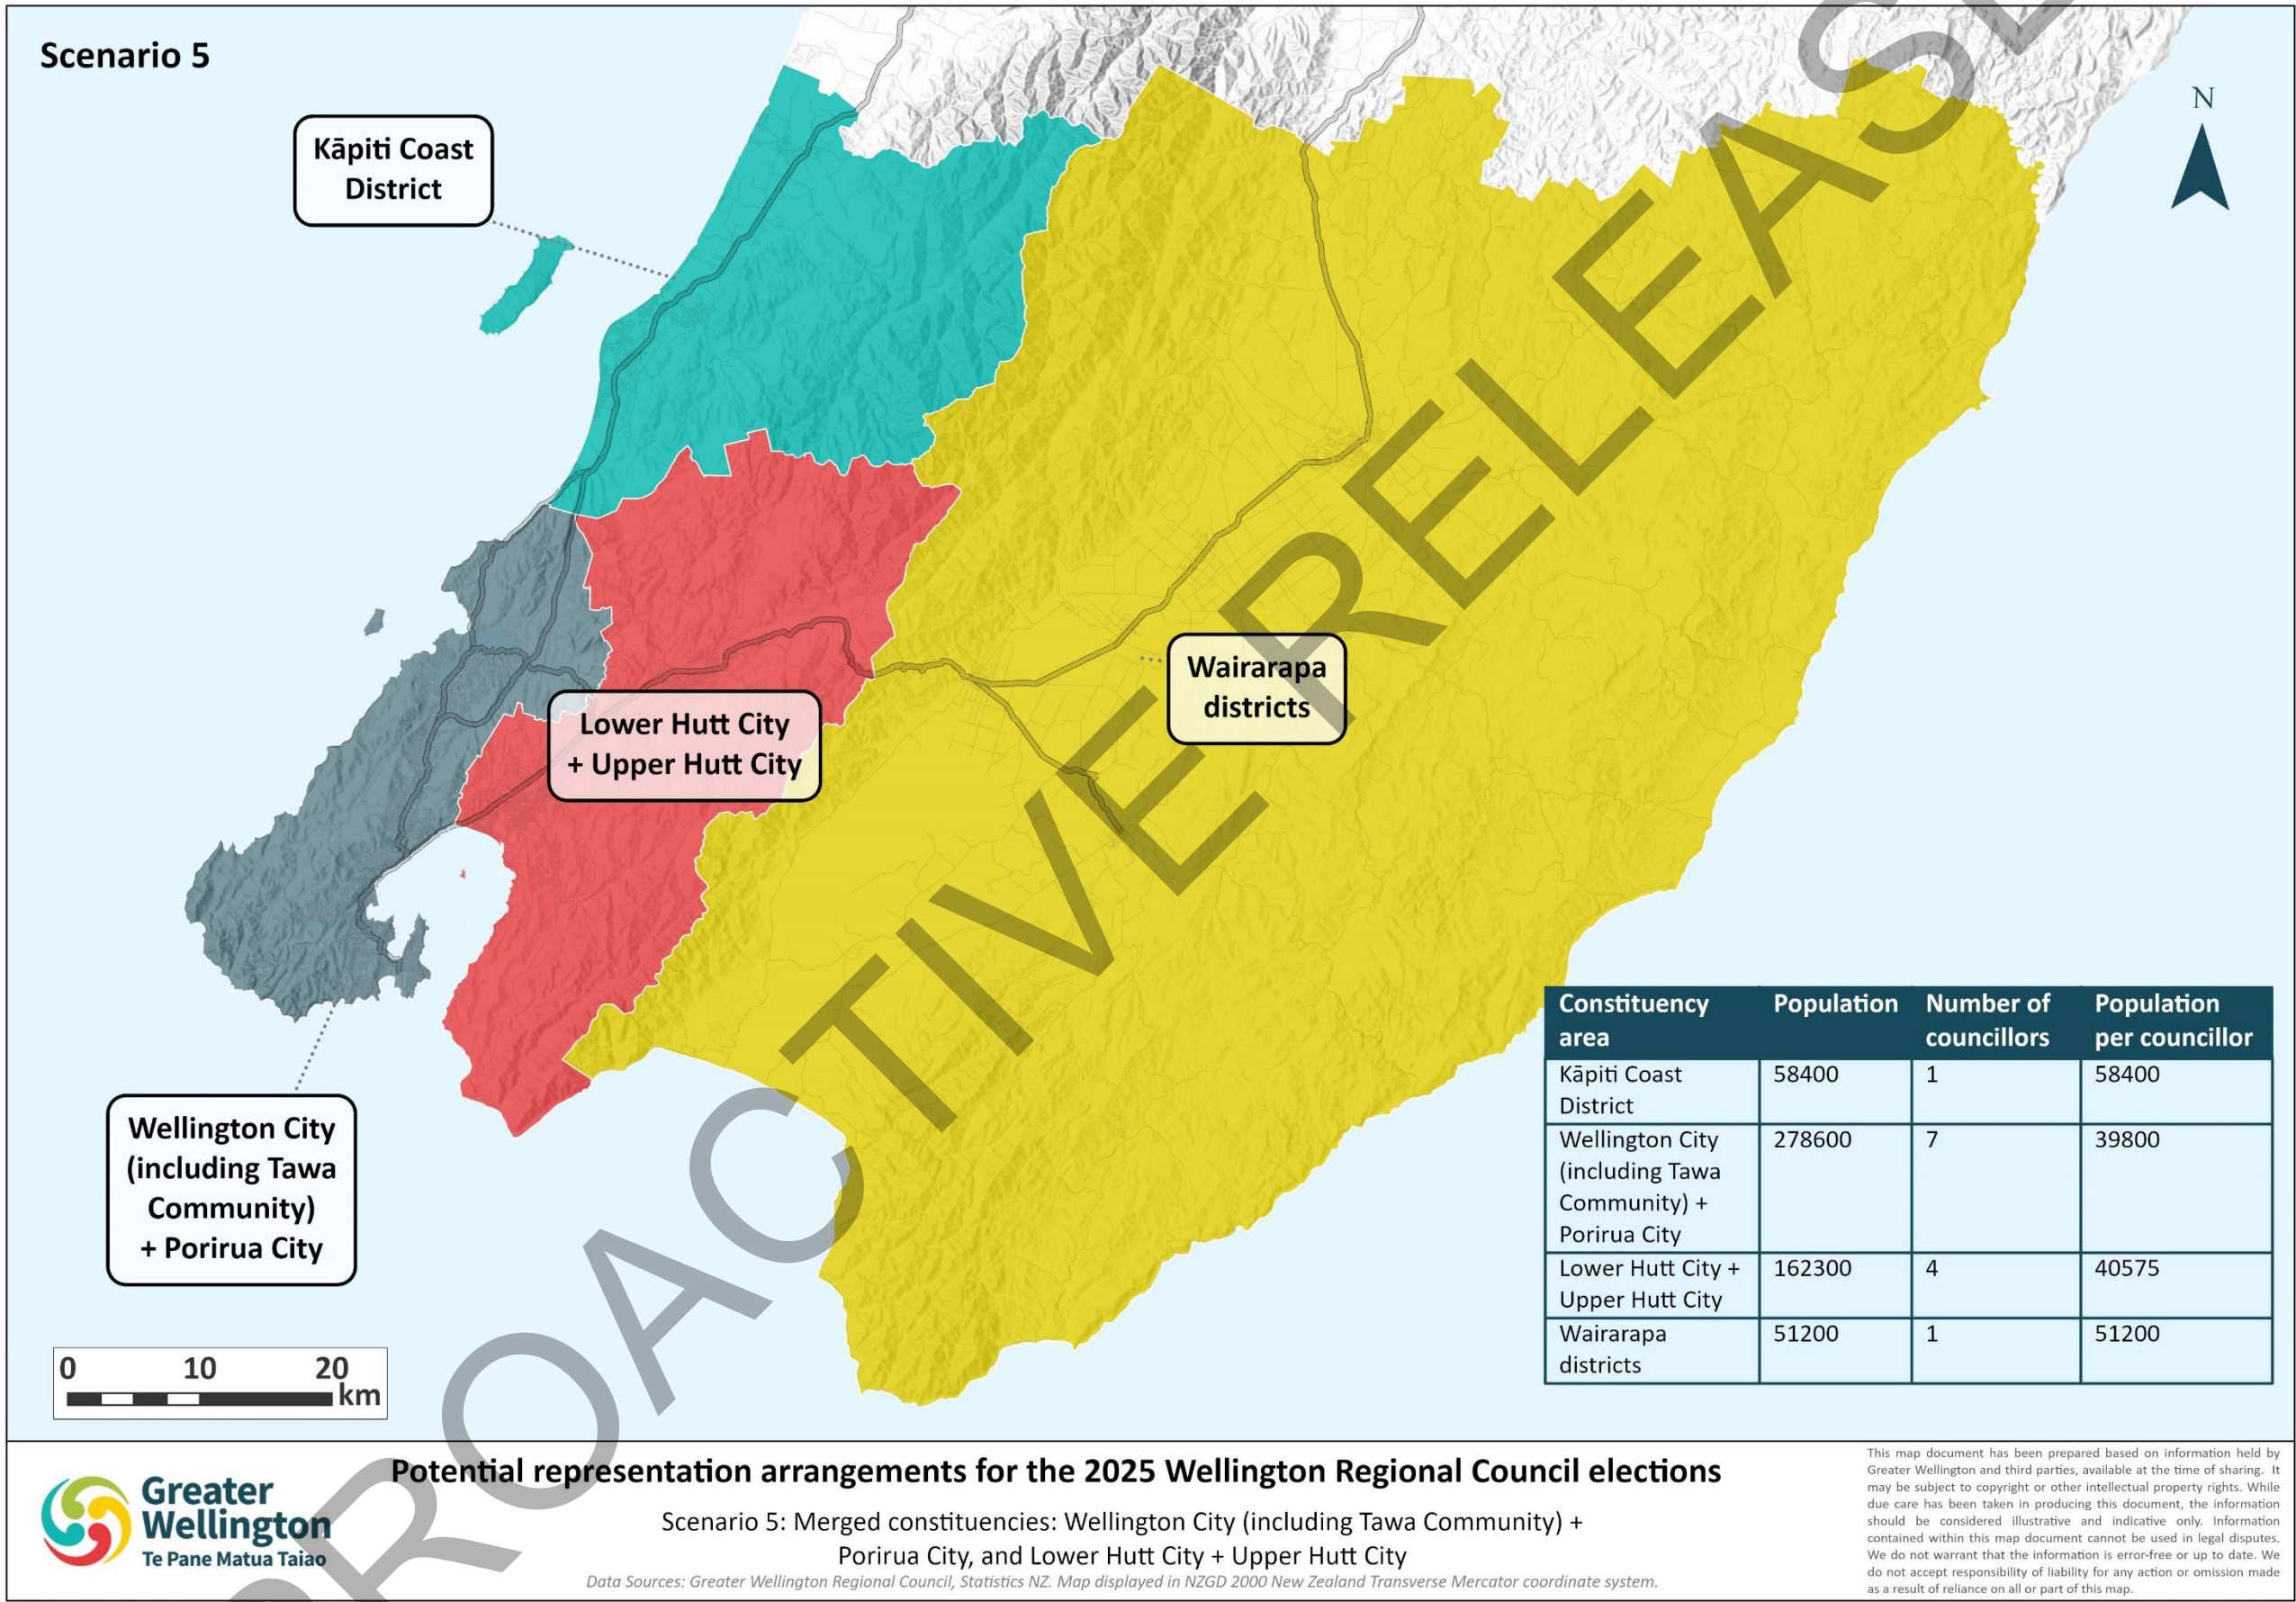 Scenario 5
N
Kāpiti Coast
District
Wairarapa
districts
Lower Hutt City
+ Upper Hutt City
Wellington City
(including Tawa
Community)
+ Porirua City
PROACTIVE RELEASE
0 10 20
km
Constituency area | Population | Number of councillors | Population per councillor
Kāpiti Coast District | 58400 | 1 | 58400
Wellington City (including Tawa Community) + Porirua City | 278600 | 7 | 39800
Lower Hutt City + Upper Hutt City | 162300 | 4 | 40575
Wairarapa districts | 51200 | 1 | 51200
Greater
Wellington
Te Pane Matua Taiao
Potential representation arrangements for the 2025 Wellington Regional Council elections
Scenario 5: Merged constituencies: Wellington City (including Tawa Community) +
Porirua City, and Lower Hutt City + Upper Hutt City
Data Sources: Greater Wellington Regional Council, Statistics NZ. Map displayed in NZGD 2000 New Zealand Transverse Mercator coordinate system.
This map document has been prepared based on information held by
Greater Wellington and third parties, available at the time of sharing. It
may be subject to copyright or other intellectual property rights. While
due care has been taken in producing this document, the information
should be considered illustrative and indicative only. Information
contained within this map document cannot be used in legal disputes.
We do not warrant that the information is error-free or up to date. We
do not accept responsibility of liability for any action or omission made
as a result of reliance on all or part of this map.